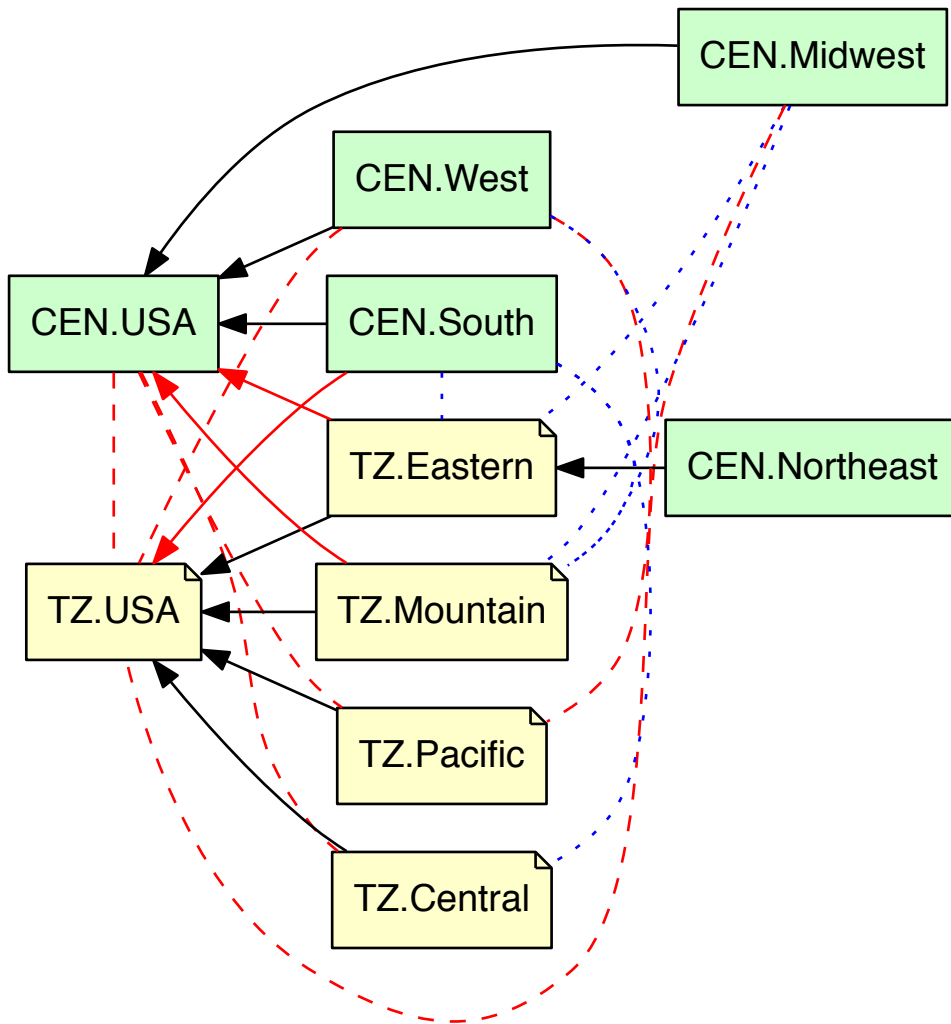 CEN.Midwest
CEN.West
CEN.USA
CEN.South
TZ.Eastern
CEN.Northeast
TZ.USA
TZ.Mountain
TZ.Pacific
TZ.Central